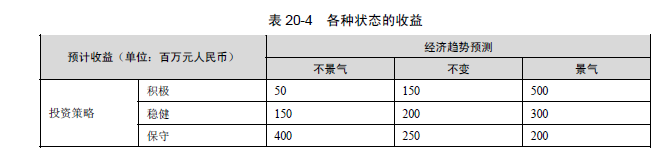 表 20-4 各种状态的收益
预计收益（单位：百万元人民币） 经济趋势预测
不景气 不变 景气
投资策略 积极 50 150 500
稳健 150 200 300
保守 400 250 200